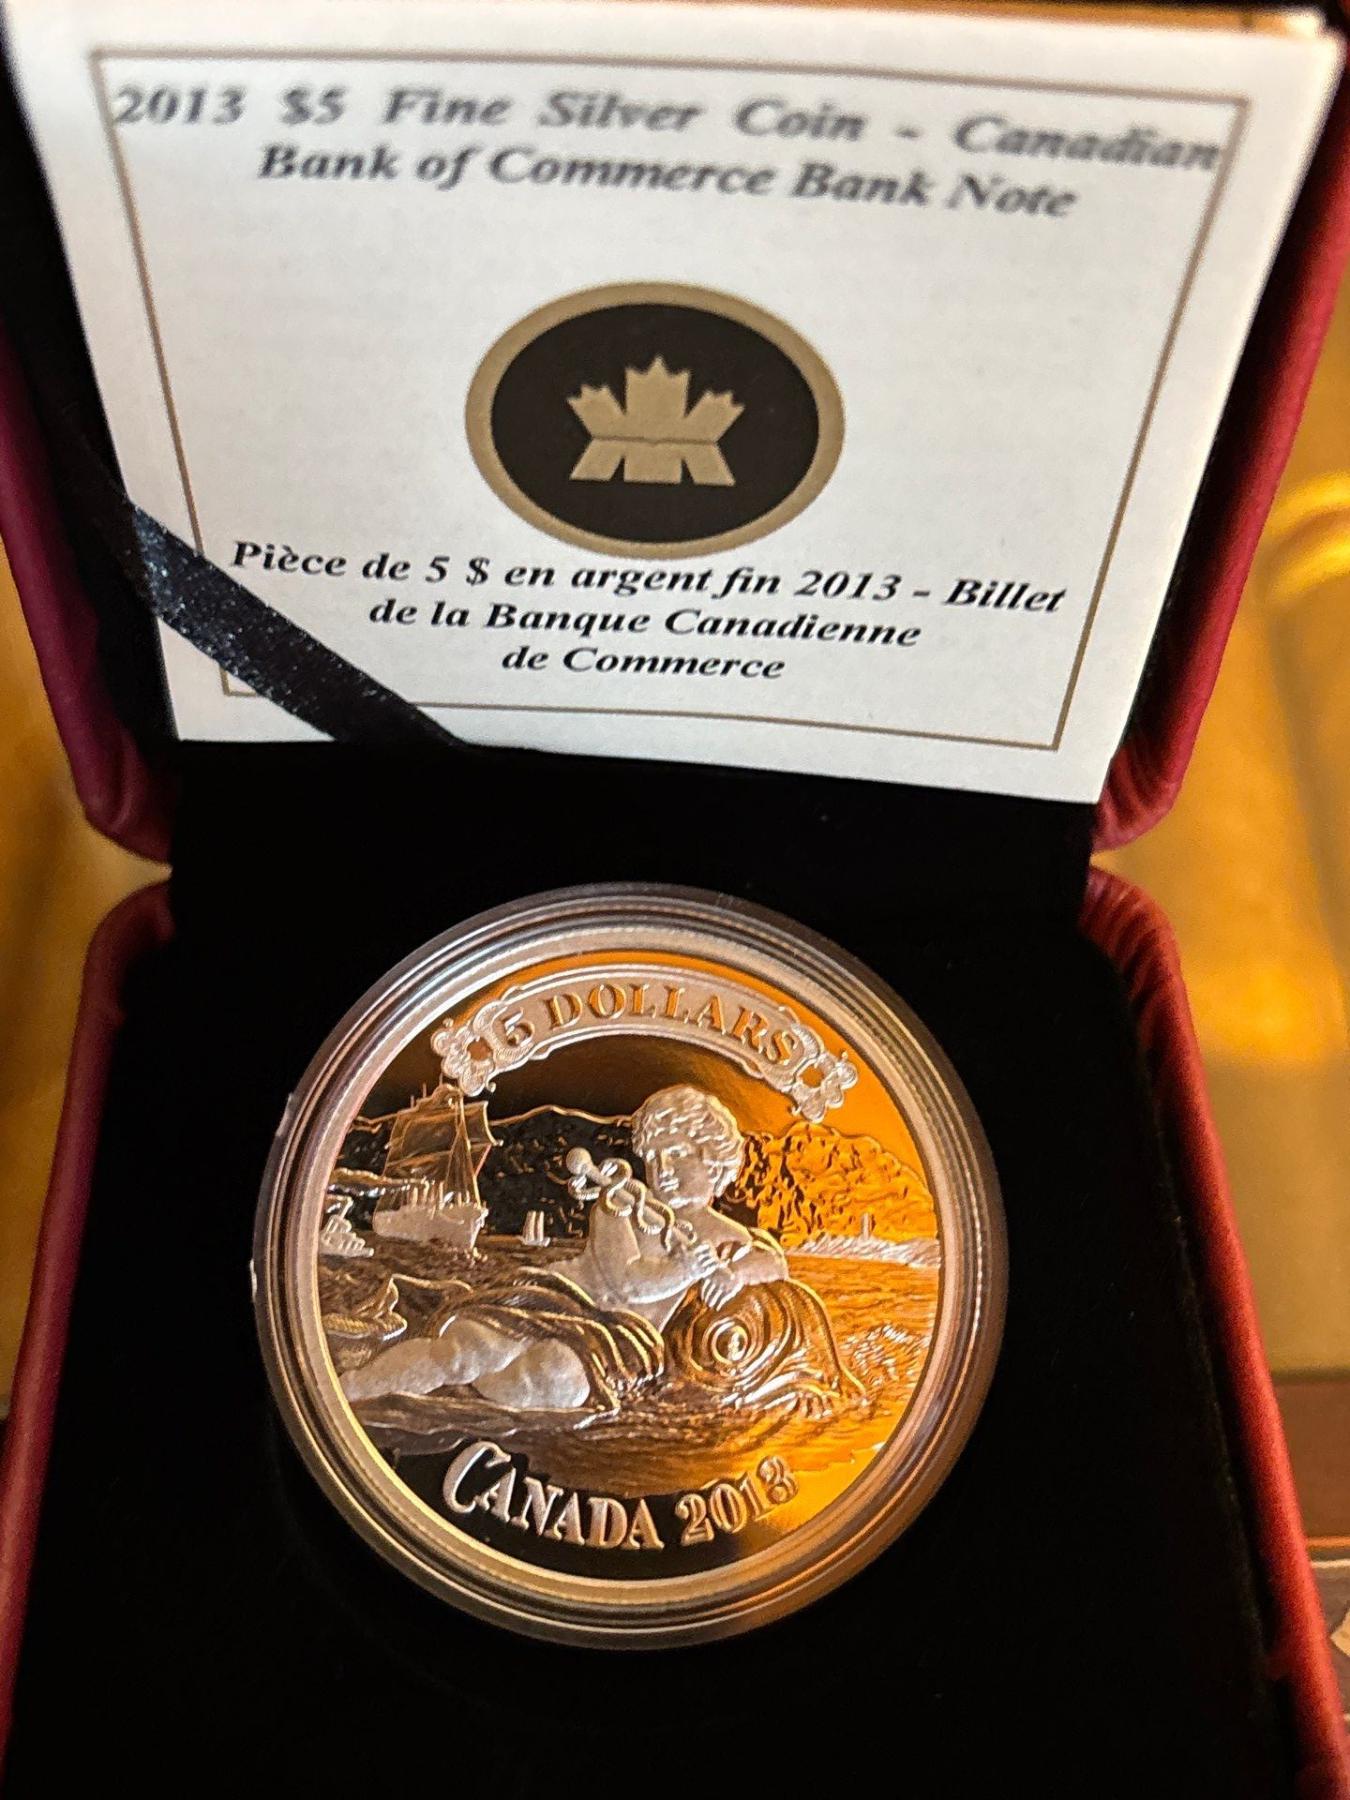 2013 $5 Fine Silver Coin - Canadian
Bank of Commerce Bank Note
Pièce de 5 $ en argent fin 2013 - Billet
de la Banque Canadienne
de Commerce
5 DOLLARS
CANADA 2013